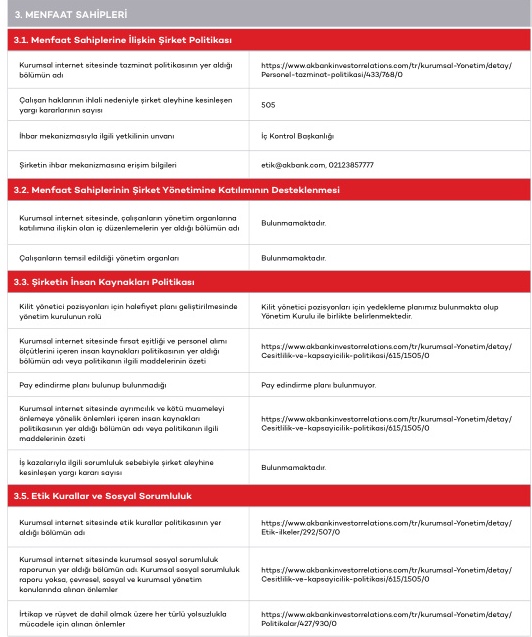 3. MENFAAT SAHİPLERİ
3.1. Menfaat Sahiplerine İlişkin Şirket Politikası
Kurumsal internet sitesinde tazminat politikasının yer aldığı
bölümün adı
https://www.akbankinvestorrelations.com/tr/kurumsal-Yonetim/detay/
Personel-tazminat-politikasi/433/768/0
Çalışan haklarının ihlali nedeniyle şirket aleyhine kesinleşen
yargı kararlarının sayısı
505
İhbar mekanizmasıyla ilgili yetkilinin unvanı
İç Kontrol Başkanlığı
Şirketin ihbar mekanizmasına erişim bilgileri
etik@akbank.com, 02123857777
3.2. Menfaat Sahiplerinin Şirket Yönetimine Katılımının Desteklenmesi
Kurumsal internet sitesinde, çalışanların yönetim organlarına
katılımına ilişkin olan iç düzenlemelerin yer aldığı bölümün adı
Bulunmamaktadır.
Çalışanların temsil edildiği yönetim organları
Bulunmamaktadır.
3.3. Şirketin İnsan Kaynakları Politikası
Kilit yönetici pozisyonları için halefiyet planı geliştirilmesinde
yönetim kurulunun rolü
Kilit yönetici pozisyonları için yedekleme planımız bulunmakta olup
Yönetim Kurulu ile birlikte belirlenmektedir.
Kurumsal internet sitesinde fırsat eşitliği ve personel alımı
ölçütlerini içeren insan kaynakları politikasının yer aldığı
bölümün adı veya politikanın ilgili maddelerinin özeti
https://www.akbankinvestorrelations.com/tr/kurumsal-Yonetim/detay/
Cesitlilik-ve-kapsayicilik-politikasi/615/1505/0
Pay edindirme planı bulunup bulunmadığı
Pay edindirme planı bulunmuyor.
Kurumsal internet sitesinde ayrımcılık ve kötü muameleyi
önlemeye yönelik önlemleri içeren insan kaynakları
politikasının yer aldığı bölümün adı veya politikanın ilgili
maddelerinin özeti
https://www.akbankinvestorrelations.com/tr/kurumsal-Yonetim/detay/
Cesitlilik-ve-kapsayicilik-politikasi/615/1505/0
İş kazalarıyla ilgili sorumluluk sebebiyle şirket aleyhine
kesinleşen yargı kararı sayısı
Bulunmamaktadır.
3.5. Etik Kurallar ve Sosyal Sorumluluk
Kurumsal internet sitesinde etik kurallar politikasının yer
aldığı bölümün adı
https://www.akbankinvestorrelations.com/tr/kurumsal-Yonetim/detay/
Etik-ilkeler/292/507/0
Kurumsal internet sitesinde kurumsal sosyal sorumluluk
raporunun yer aldığı bölümün adı. Kurumsal sosyal sorumluluk
raporu yoksa, çevresel, sosyal ve kurumsal yönetim
konularında alınan önlemler
https://www.akbankinvestorrelations.com/tr/kurumsal-Yonetim/detay/
Cesitlilik-ve-kapsayicilik-politikasi/615/1505/0
İrtikap ve rüşvet de dahil olmak üzere her türlü yolsuzlukla
mücadele için alınan önlemler
https://www.akbankinvestorrelations.com/tr/kurumsal-Yonetim/detay/
Politikalar/427/930/0